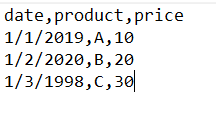 date,product,price
1/1/2019,A,10
1/2/2020,B,20
1/3/1998,C,30